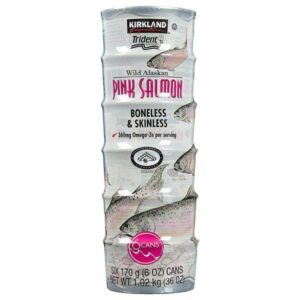 KIRKLAND
Signature
Trident
Wild Alaskan
PINK SALMON
BONELESS
& SKINLESS
360mg Omega-3s per serving
6 CANS
SIX 170 g (6 OZ) CANS
NET WT 1.02 kg (36 OZ)